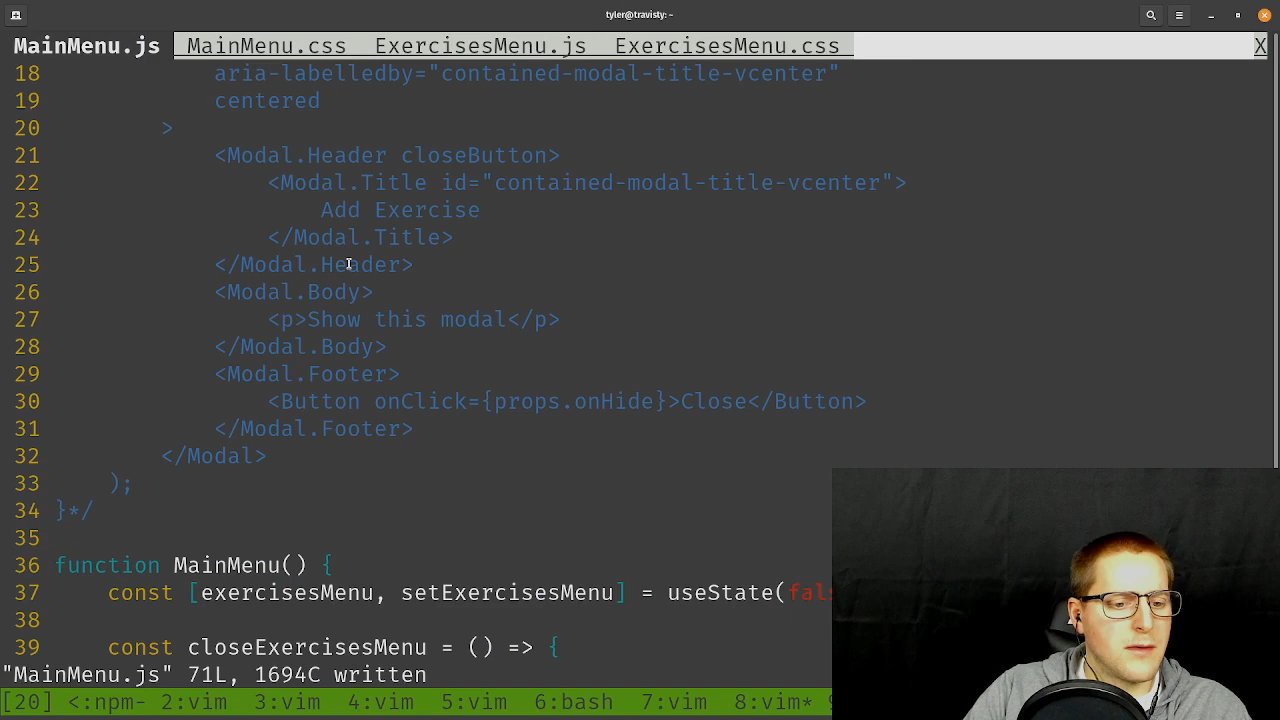 tyler@travisty: ~
MainMenu.js MainMenu.css ExercisesMenu.js ExercisesMenu.css X
18 aria-labelledby="contained-modal-title-vcenter"
19 centered
20 >
21 <Modal.Header closeButton>
22 <Modal.Title id="contained-modal-title-vcenter">
23 Add Exercise
24 </Modal.Title>
25 </Modal.Header>
26 <Modal.Body>
27 <p>Show this modal</p>
28 </Modal.Body>
29 <Modal.Footer>
30 <Button onClick={props.onHide}>Close</Button>
31 </Modal.Footer>
32 </Modal>
33 );
34 }*/
35
36 function MainMenu() {
37 const [exercisesMenu, setExercisesMenu] = useState(fals
38
39 const closeExercisesMenu = () => {
"MainMenu.js" 71L, 1694C written
[20] <:npm- 2:vim 3:vim 4:vim 5:vim 6:bash 7:vim 8:vim*